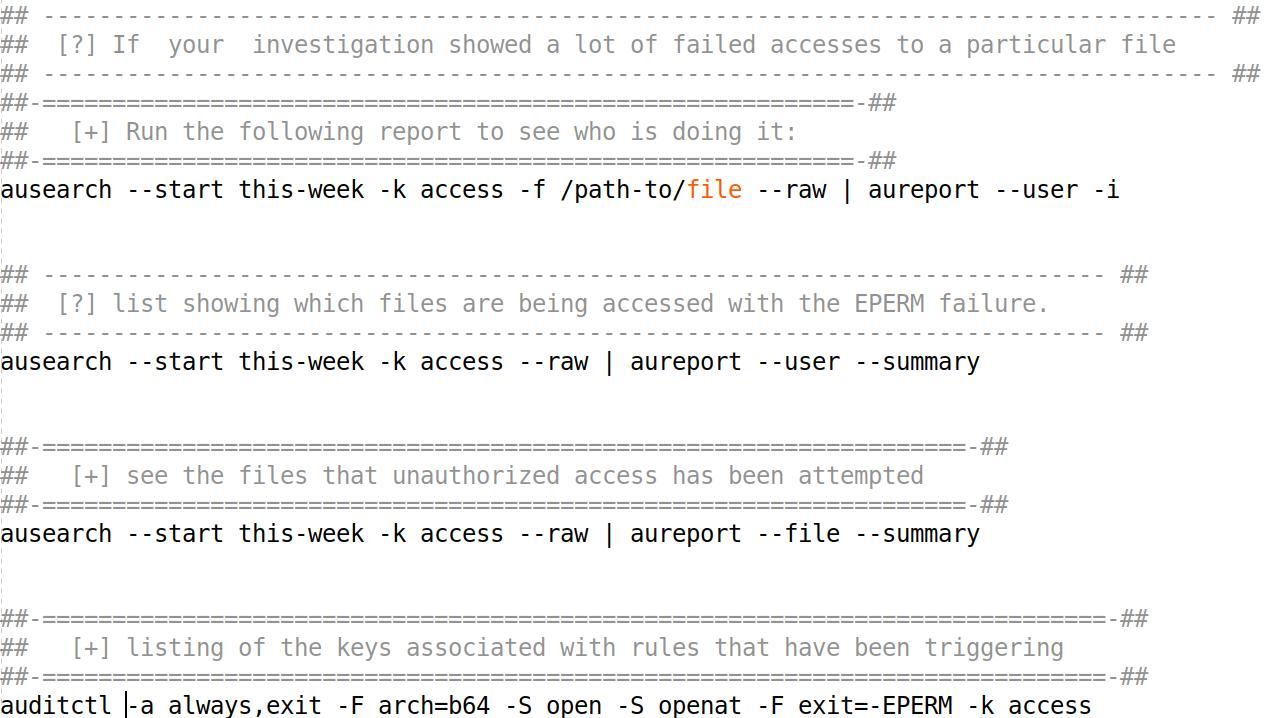 ## ------------------------------------------------------------------------------------ ##
##  [?] If  your  investigation showed a lot of failed accesses to a particular file
## ------------------------------------------------------------------------------------ ##
##-==========================================================-##
##   [+] Run the following report to see who is doing it:
##-==========================================================-##
ausearch --start this-week -k access -f /path-to/file --raw | aureport --user -i
## ---------------------------------------------------------------------------- ##
##  [?] list showing which files are being accessed with the EPERM failure.
## ---------------------------------------------------------------------------- ##
ausearch --start this-week -k access --raw | aureport --user --summary
##-==================================================================-##
##   [+] see the files that unauthorized access has been attempted
##-==================================================================-##
ausearch --start this-week -k access --raw | aureport --file --summary
##-============================================================================-##
##   [+] listing of the keys associated with rules that have been triggering
##-============================================================================-##
auditctl -a always,exit -F arch=b64 -S open -S openat -F exit=-EPERM -k access